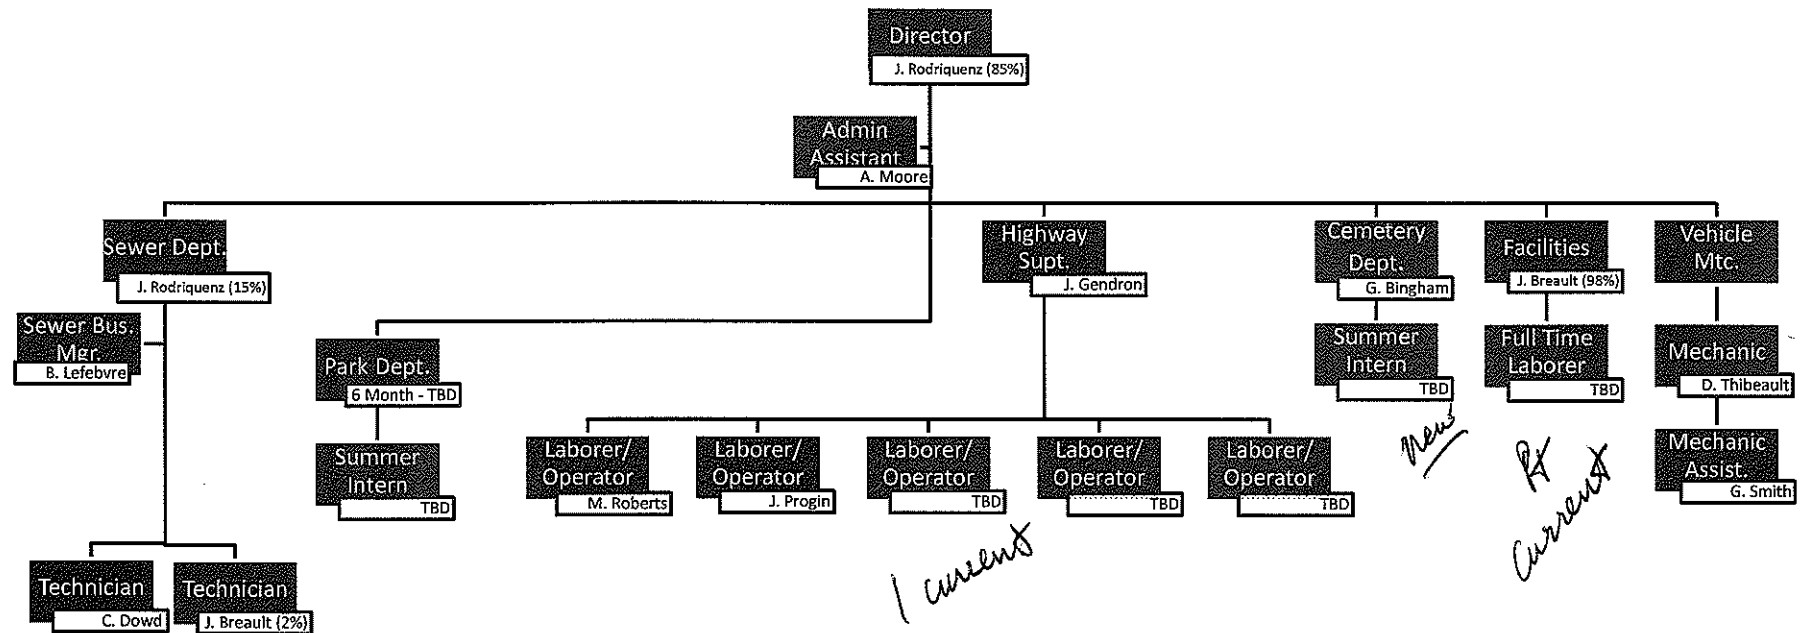 Director
J. Rodriquenz (85%)
Admin
Assistant
A. Moore
Sewer Dept.
J. Rodriquenz (15%)
Highway
Supt.
J. Gendron
Cemetery
Dept.
G. Bingham
Facilities
J. Breault (98%)
Vehicle
Mtc.
Sewer Bus.
Mgr.
B. Lefebvre
Park Dept.
6 Month - TBD
Summer
Intern
TBD
Full Time
Laborer
TBD
Mechanic
D. Thibeault
Summer
Intern
TBD
Laborer/
Operator
M. Roberts
Laborer/
Operator
J. Progin
Laborer/
Operator
TBD
Laborer/
Operator
TBD
Laborer/
Operator
TBD
Mechanic
Assist.
G. Smith
new
current
1 current
Technician
C. Dowd
Technician
J. Breault (2%)